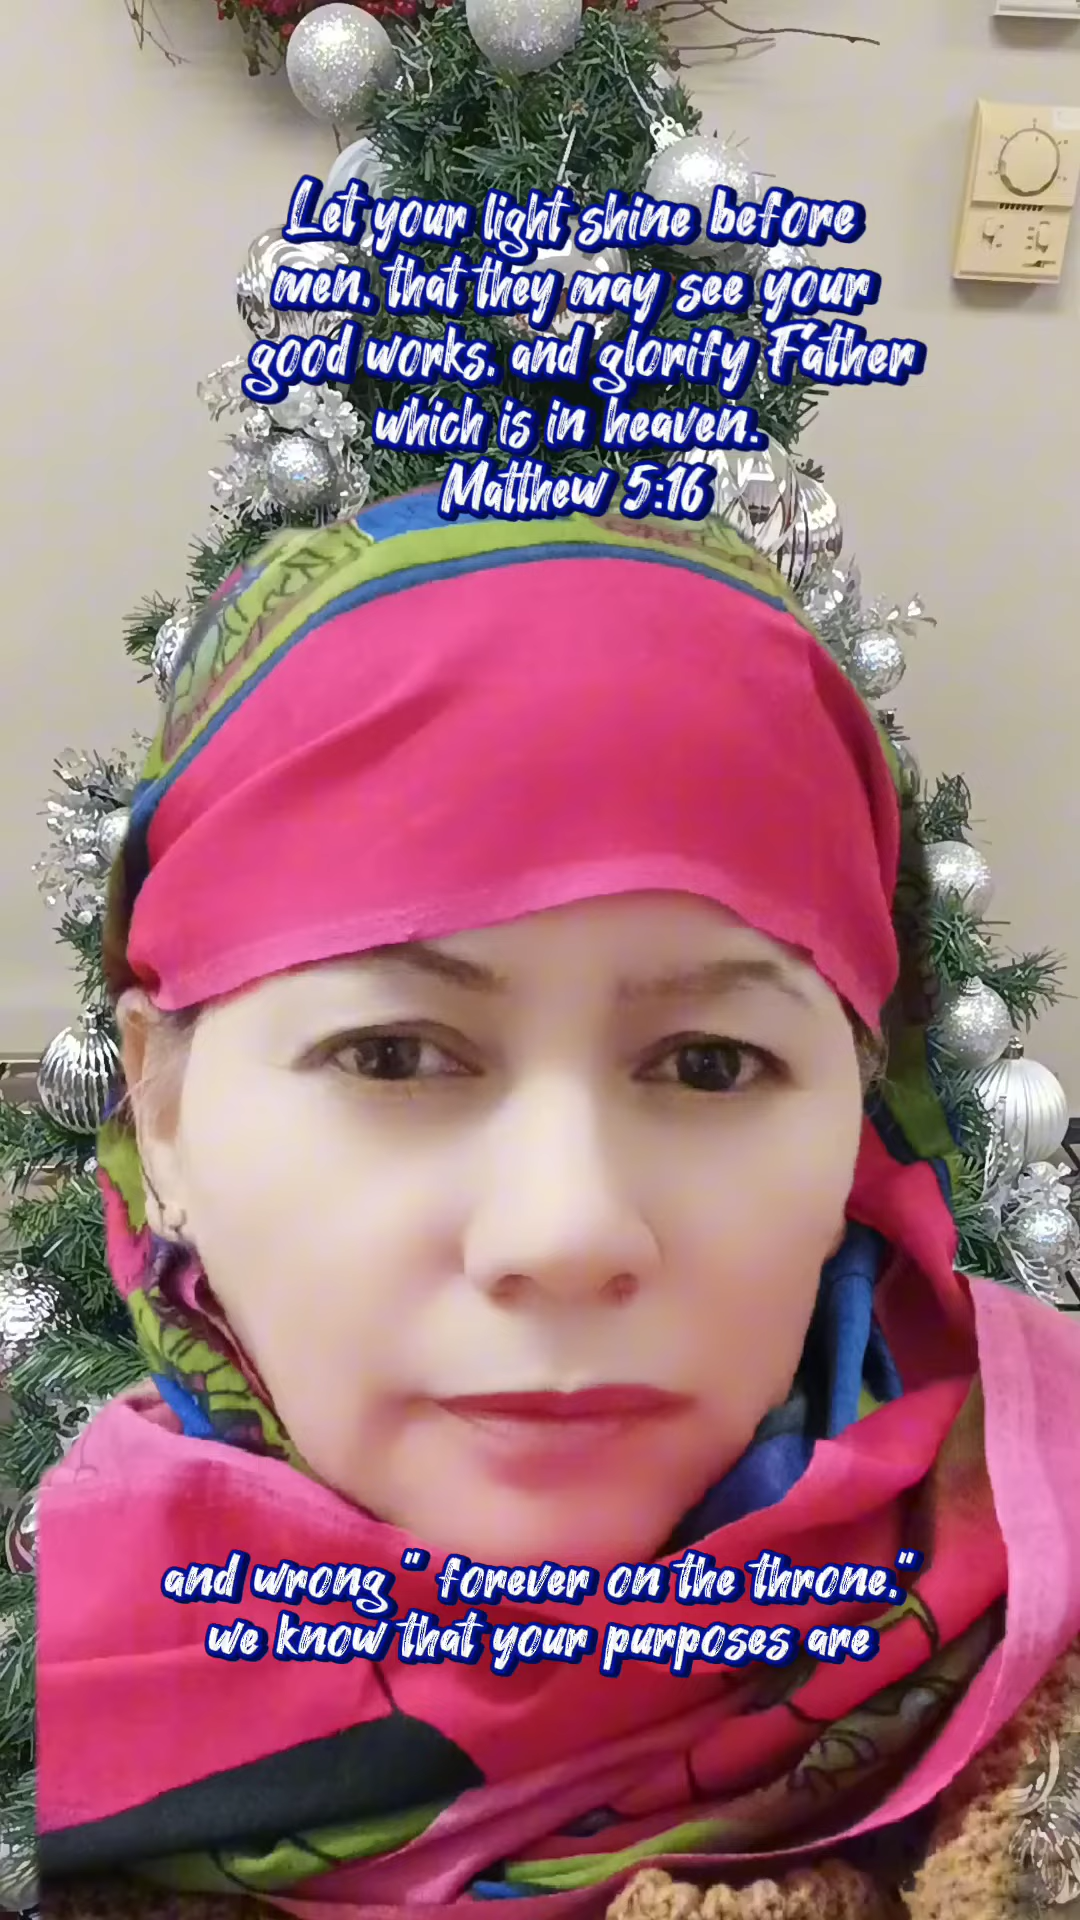 Let your light shine before
men, that they may see your
good works, and glorify Father
which is in heaven.
Matthew 5:16
and wrong " forever on the throne."
we know that your purposes are